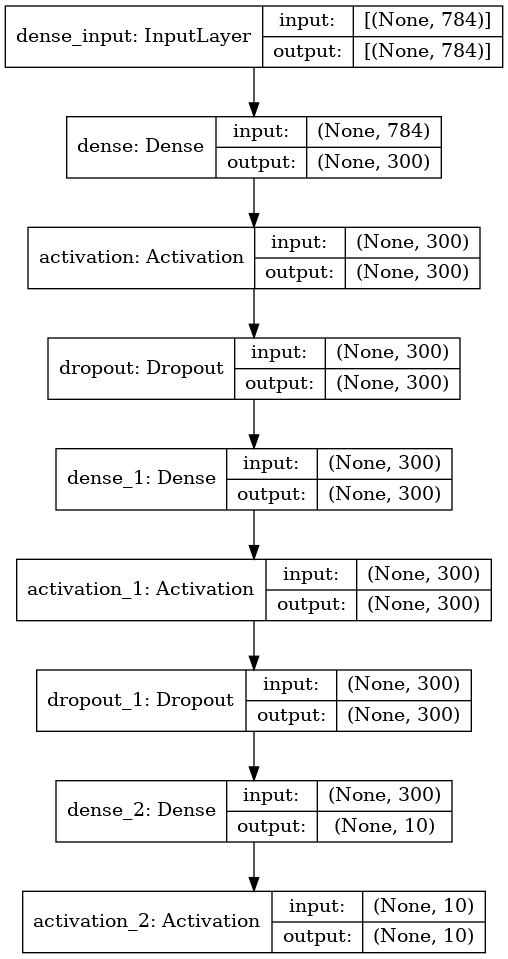 dense_input: InputLayer
input: [(None, 784)]
output: [(None, 784)]
dense: Dense
input: (None, 784)
output: (None, 300)
activation: Activation
input: (None, 300)
output: (None, 300)
dropout: Dropout
input: (None, 300)
output: (None, 300)
dense_1: Dense
input: (None, 300)
output: (None, 300)
activation_1: Activation
input: (None, 300)
output: (None, 300)
dropout_1: Dropout
input: (None, 300)
output: (None, 300)
dense_2: Dense
input: (None, 300)
output: (None, 10)
activation_2: Activation
input: (None, 10)
output: (None, 10)